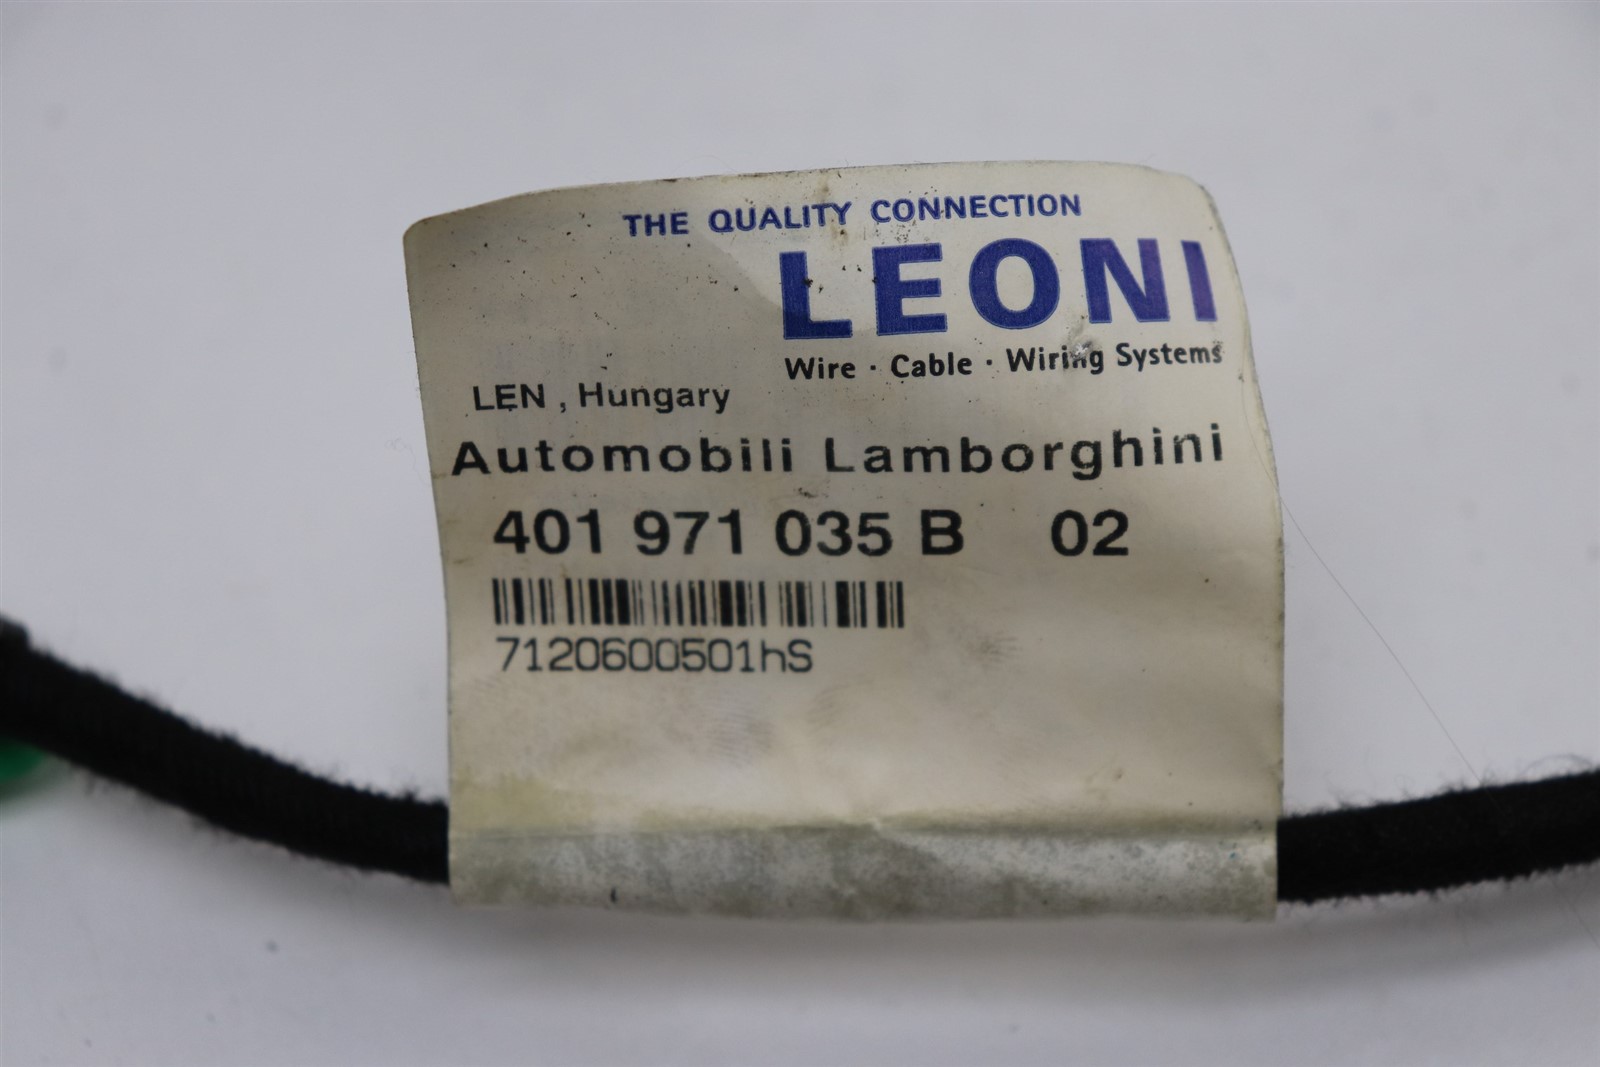 THE QUALITY CONNECTION
LEONI
Wire · Cable · Wiring Systems
LEN , Hungary
Automobili Lamborghini
401 971 035 B 02
7120600501hS